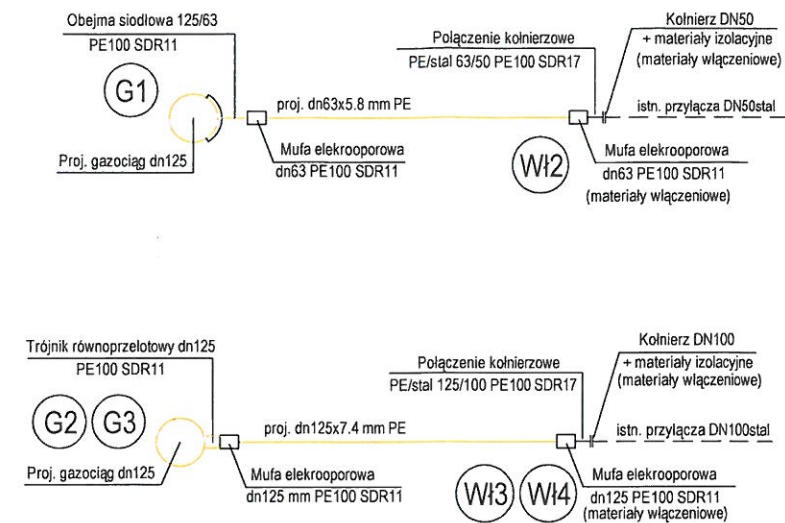 Obejma siodłowa 125/63
PE100 SDR11
G1
Proj. gazociąg dn125
proj. dn63x5.8 mm PE
Mufa elekrooporowa
dn63 PE100 SDR11
Połączenie kołnierzowe
PE/stal 63/50 PE100 SDR17
Kołnierz DN50
+ materiały izolacyjne
(materiały włączeniowe)
istn. przyłącza DN50stal
Wł2
Mufa elekrooporowa
dn63 PE100 SDR11
(materiały włączeniowe)
Trójnik równoprzelotowy dn125
PE100 SDR11
G2 G3
Proj. gazociąg dn125
proj. dn125x7.4 mm PE
Mufa elekrooporowa
dn125 mm PE100 SDR11
Połączenie kołnierzowe
PE/stal 125/100 PE100 SDR17
Kołnierz DN100
+ materiały izolacyjne
(materiały włączeniowe)
istn. przyłącza DN100stal
Wł3 Wł4
Mufa elekrooporowa
dn125 PE100 SDR11
(materiały włączeniowe)